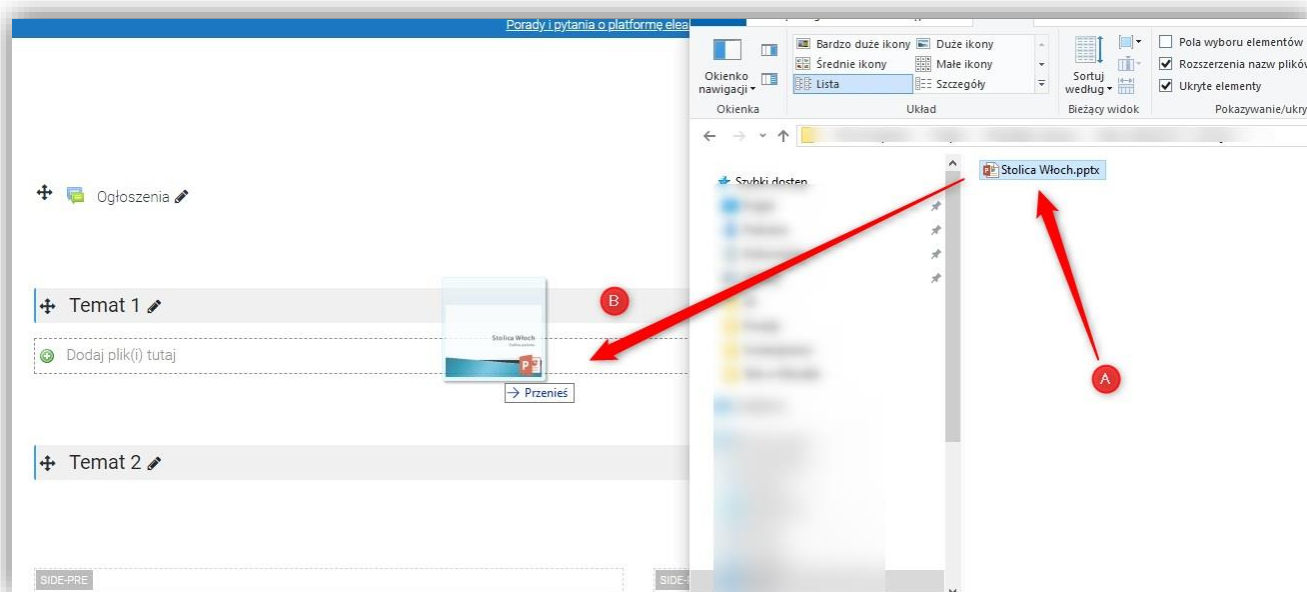 Porady i pytania o platformę elea
Ogłoszenia
Temat 1
Dodaj plik(i) tutaj
Stolica Włoch
→ Przenieś
B
Temat 2
SIDE-PRE
SIDE-
Okienko nawigacji
Bardzo duże ikony
Duże ikony
Średnie ikony
Małe ikony
Lista
Szczegóły
Sortuj według
Pola wyboru elementów
Rozszerzenia nazw plików
Ukryte elementy
Okienka
Układ
Bieżący widok
Pokazywanie/ukry
Szybki dostęp
Stolica Włoch.pptx
A